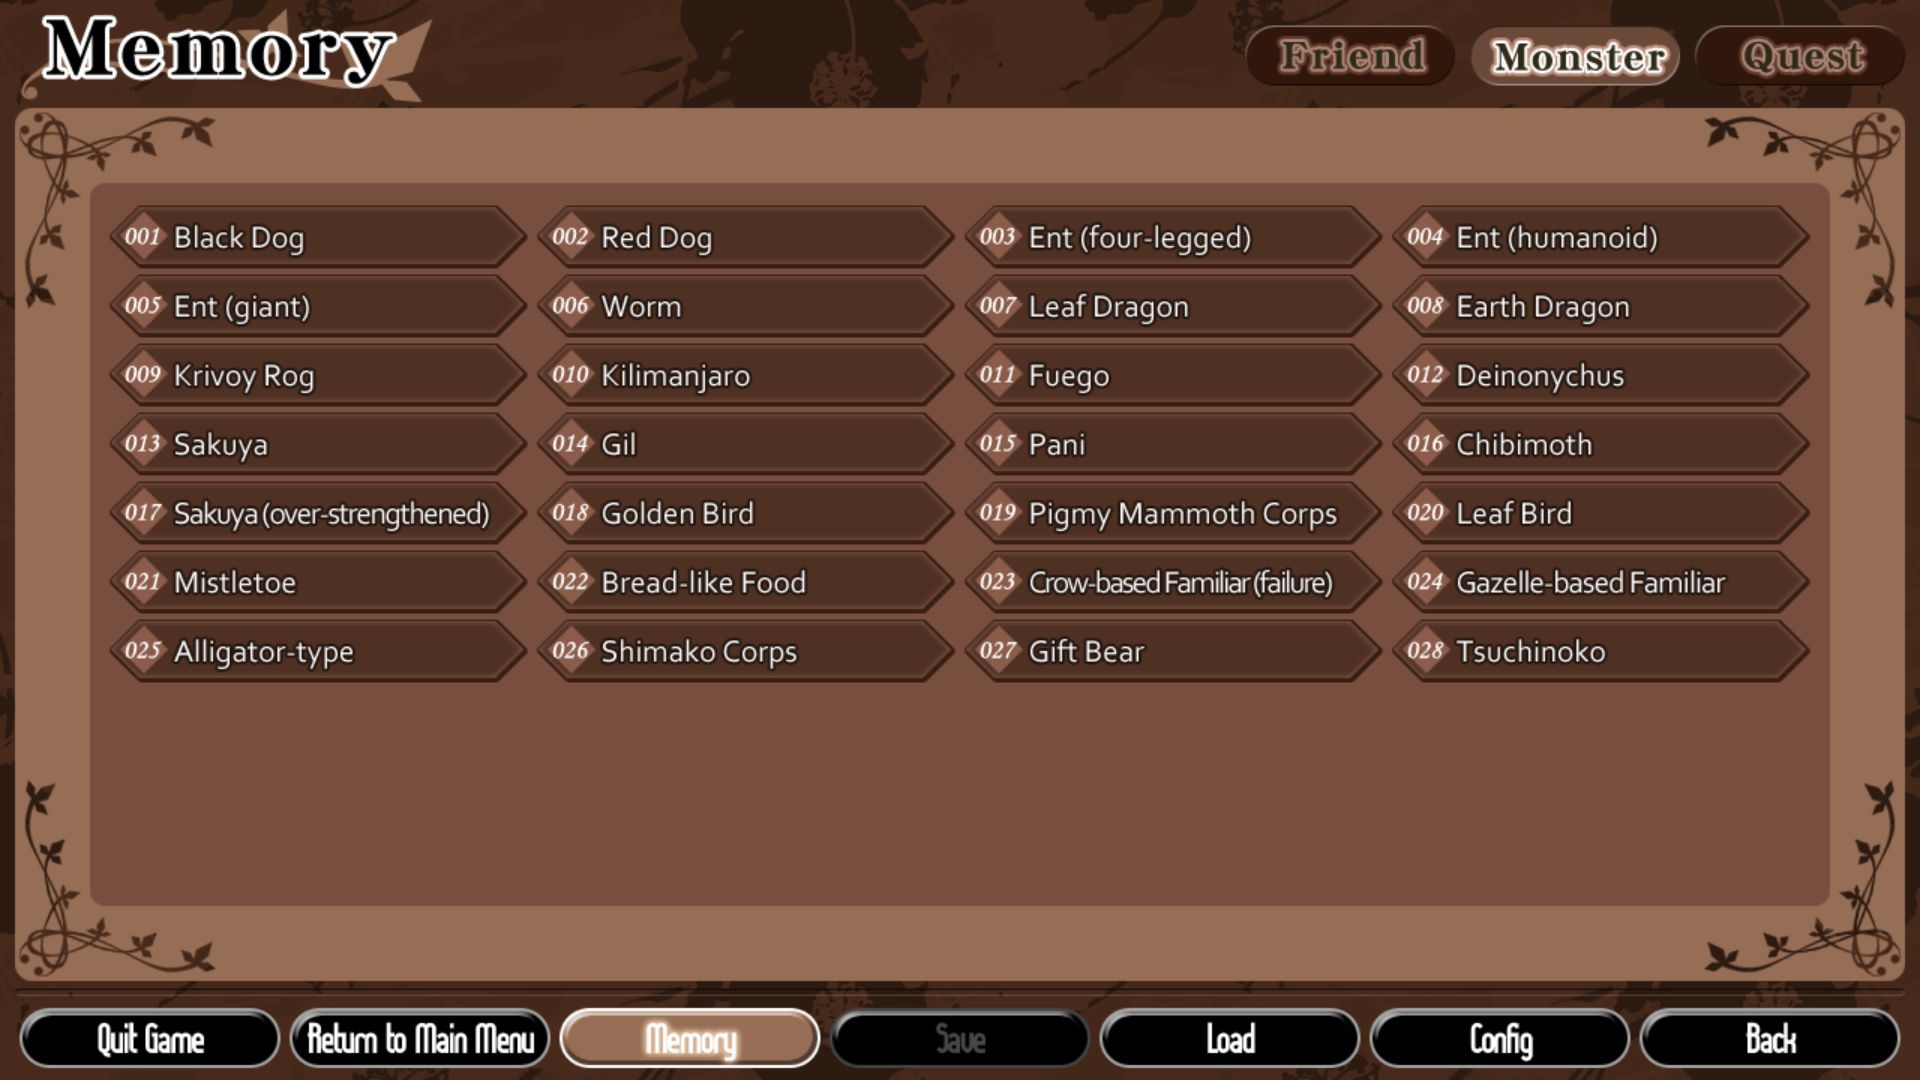 Memory
Friend Monster Quest
001 Black Dog 002 Red Dog 003 Ent (four-legged) 004 Ent (humanoid)
005 Ent (giant) 006 Worm 007 Leaf Dragon 008 Earth Dragon
009 Krivoy Rog 010 Kilimanjaro 011 Fuego 012 Deinonychus
013 Sakuya 014 Gil 015 Pani 016 Chibimoth
017 Sakuya (over-strengthened) 018 Golden Bird 019 Pigmy Mammoth Corps 020 Leaf Bird
021 Mistletoe 022 Bread-like Food 023 Crow-based Familiar (failure) 024 Gazelle-based Familiar
025 Alligator-type 026 Shimako Corps 027 Gift Bear 028 Tsuchinoko
Quit Game Return to Main Menu Memory Save Load Config Back